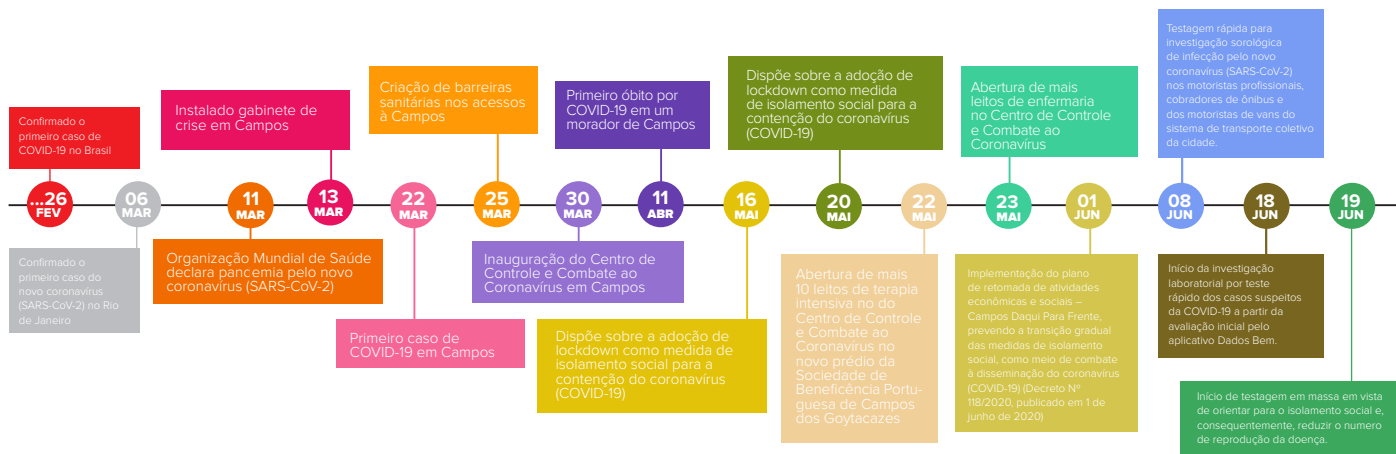 ...26
FEV
Confirmado o
primeiro caso de
COVID-19 no Brasil
06
MAR
Confirmado o
primeiro caso do
novo coronavírus
(SARS-CoV-2) no Rio
de Janeiro
11
MAR
Organização Mundial de Saúde
declara pancemia pelo novo
coronavírus (SARS-CoV-2)
13
MAR
Instalado gabinete de
crise em Campos
22
MAR
Primeiro caso de
COVID-19 em Campos
25
MAR
Criação de barreiras
sanitárias nos acessos
à Campos
30
MAR
Inauguração do Centro de
Controle e Combate ao
Coronavírus em Campos
11
ABR
Primeiro óbito por
COVID-19 em um
morador de Campos
16
MAI
Dispõe sobre a adoção de
lockdown como medida de
isolamento social para a
contenção do coronavírus
(COVID-19)
20
MAI
Dispõe sobre a adoção de
lockdown como medida
de isolamento social para a
contenção do coronavírus
(COVID-19)
22
MAI
Abertura de mais
10 leitos de terapia
intensiva no do
Centro de Controle
e Combate ao
Coronavírus no
novo prédio da
Sociedade de
Beneficência Portu-
guesa de Campos
dos Goytacazes
23
MAI
Abertura de mais
leitos de enfermaria
no Centro de Controle
e Combate ao
Coronavírus
01
JUN
Implementação do plano
de retomada de atividades
econômicas e sociais –
Campos Daqui Para Frente,
prevendo a transição gradual
das medidas de isolamento
social, como meio de combate
à disseminação do coronavírus
(COVID-19) (Decreto Nº
118/2020, publicado em 1 de
junho de 2020)
08
JUN
Testagem rápida para
investigação sorológica
de infecção pelo novo
coronavírus (SARS-CoV-2)
nos motoristas profissionais,
cobradores de ônibus e
dos motoristas de vans do
sistema de transporte coletivo
da cidade.
18
JUN
Início da investigação
laboratorial por teste
rápido dos casos suspeitos
da COVID-19 a partir da
avaliação inicial pelo
aplicativo Dados Bem.
19
JUN
Início de testagem em massa em vista
de orientar para o isolamento social e,
consequentemente, reduzir o numero
de reprodução da doença.